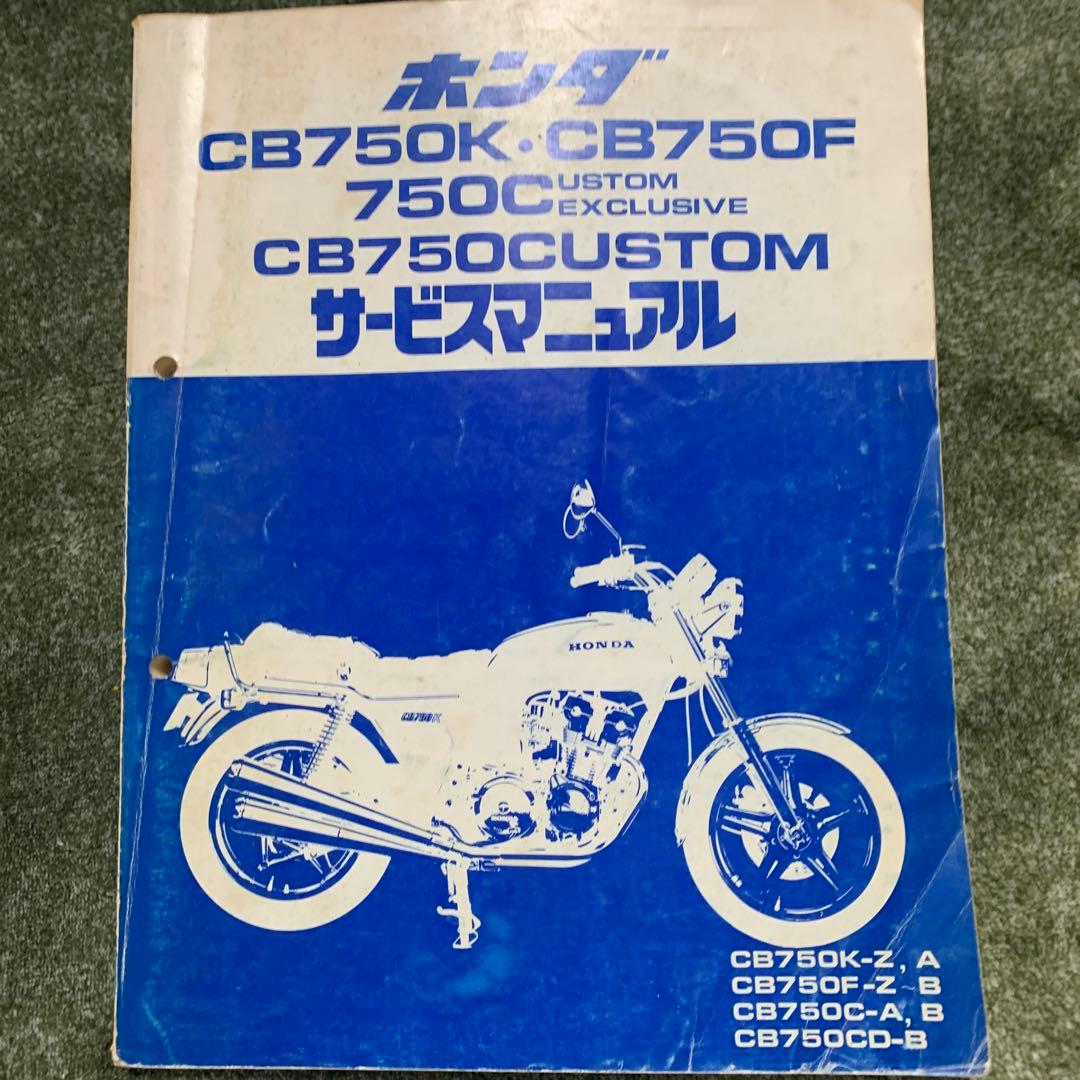 ホンダ
CB750K・CB750F
750CUSTOM
EXCLUSIVE
CB750CUSTOM
サービスマニュアル
HONDA
CB750K
CB750K-Z, A
CB750F-Z B
CB750C-A, B
CB750CD-B